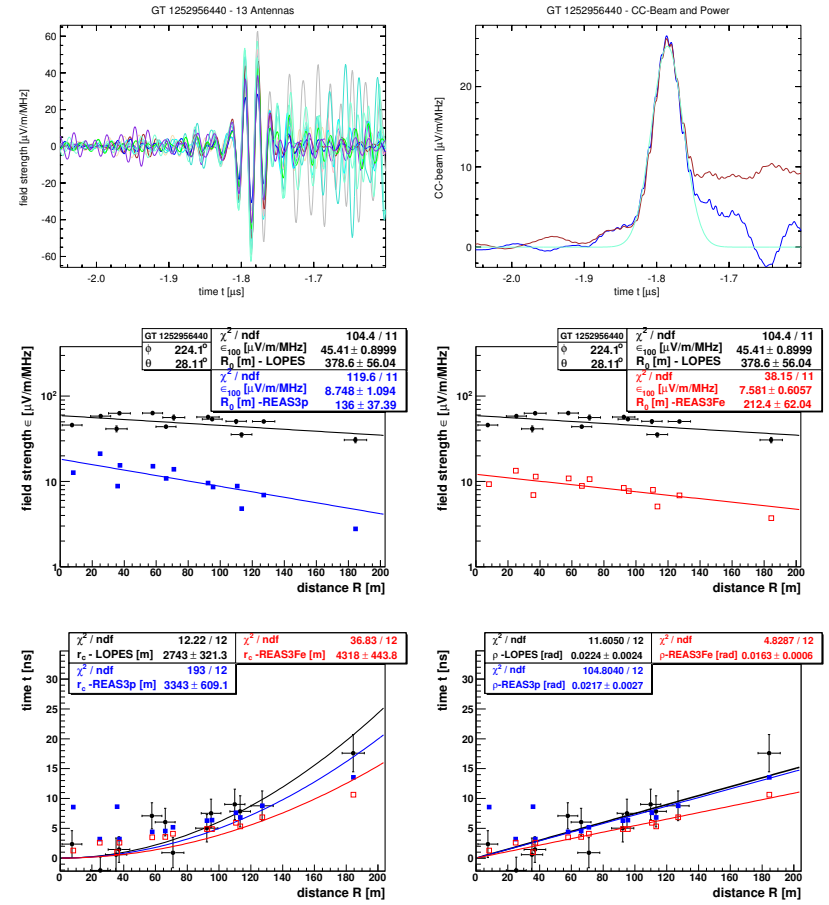 GT 1252956440 - 13 Antennas
field strength [μV/m/MHz]
60
40
20
0
-20
-40
-60
-2.0
-1.9
-1.8
-1.7
time t [μs]
GT 1252956440 - CC-Beam and Power
CC-beam [μV/m/MHz]
20
10
0
-2.0
-1.9
-1.8
-1.7
time t [μs]
GT 1252956440
φ 224.1°
θ 28.11°
χ² / ndf 104.4 / 11
ϵ₁₀₀ [μV/m/MHz] 45.41 ± 0.8999
R₀ [m] - LOPES 378.6 ± 56.04
χ² / ndf 119.6 / 11
ϵ₁₀₀ [μV/m/MHz] 8.748 ± 1.094
R₀ [m] -REAS3p 136 ± 37.39
field strength ϵ [μV/m/MHz]
10²
10
1
0 20 40 60 80 100 120 140 160 180 200
distance R [m]
GT 1252956440
φ 224.1°
θ 28.11°
χ² / ndf 104.4 / 11
ϵ₁₀₀ [μV/m/MHz] 45.41 ± 0.8999
R₀ [m] - LOPES 378.6 ± 56.04
χ² / ndf 38.15 / 11
ϵ₁₀₀ [μV/m/MHz] 7.581 ± 0.6057
R₀ [m] -REAS3Fe 212.4 ± 62.04
field strength ϵ [μV/m/MHz]
10²
10
1
0 20 40 60 80 100 120 140 160 180 200
distance R [m]
χ² / ndf 12.22 / 12
r_c - LOPES [m] 2743 ± 321.3
χ² / ndf 36.83 / 12
r_c -REAS3Fe [m] 4318 ± 443.8
χ² / ndf 193 / 12
r_c -REAS3p [m] 3343 ± 609.1
time t [ns]
30
25
20
15
10
5
0
0 20 40 60 80 100 120 140 160 180 200
distance R [m]
χ² / ndf 11.6050 / 12
ρ -LOPES [rad] 0.0224 ± 0.0024
χ² / ndf 4.8287 / 12
ρ-REAS3Fe [rad] 0.0163 ± 0.0006
χ² / ndf 104.8040 / 12
ρ-REAS3p [rad] 0.0217 ± 0.0027
time t [ns]
30
25
20
15
10
5
0
0 20 40 60 80 100 120 140 160 180 200
distance R [m]